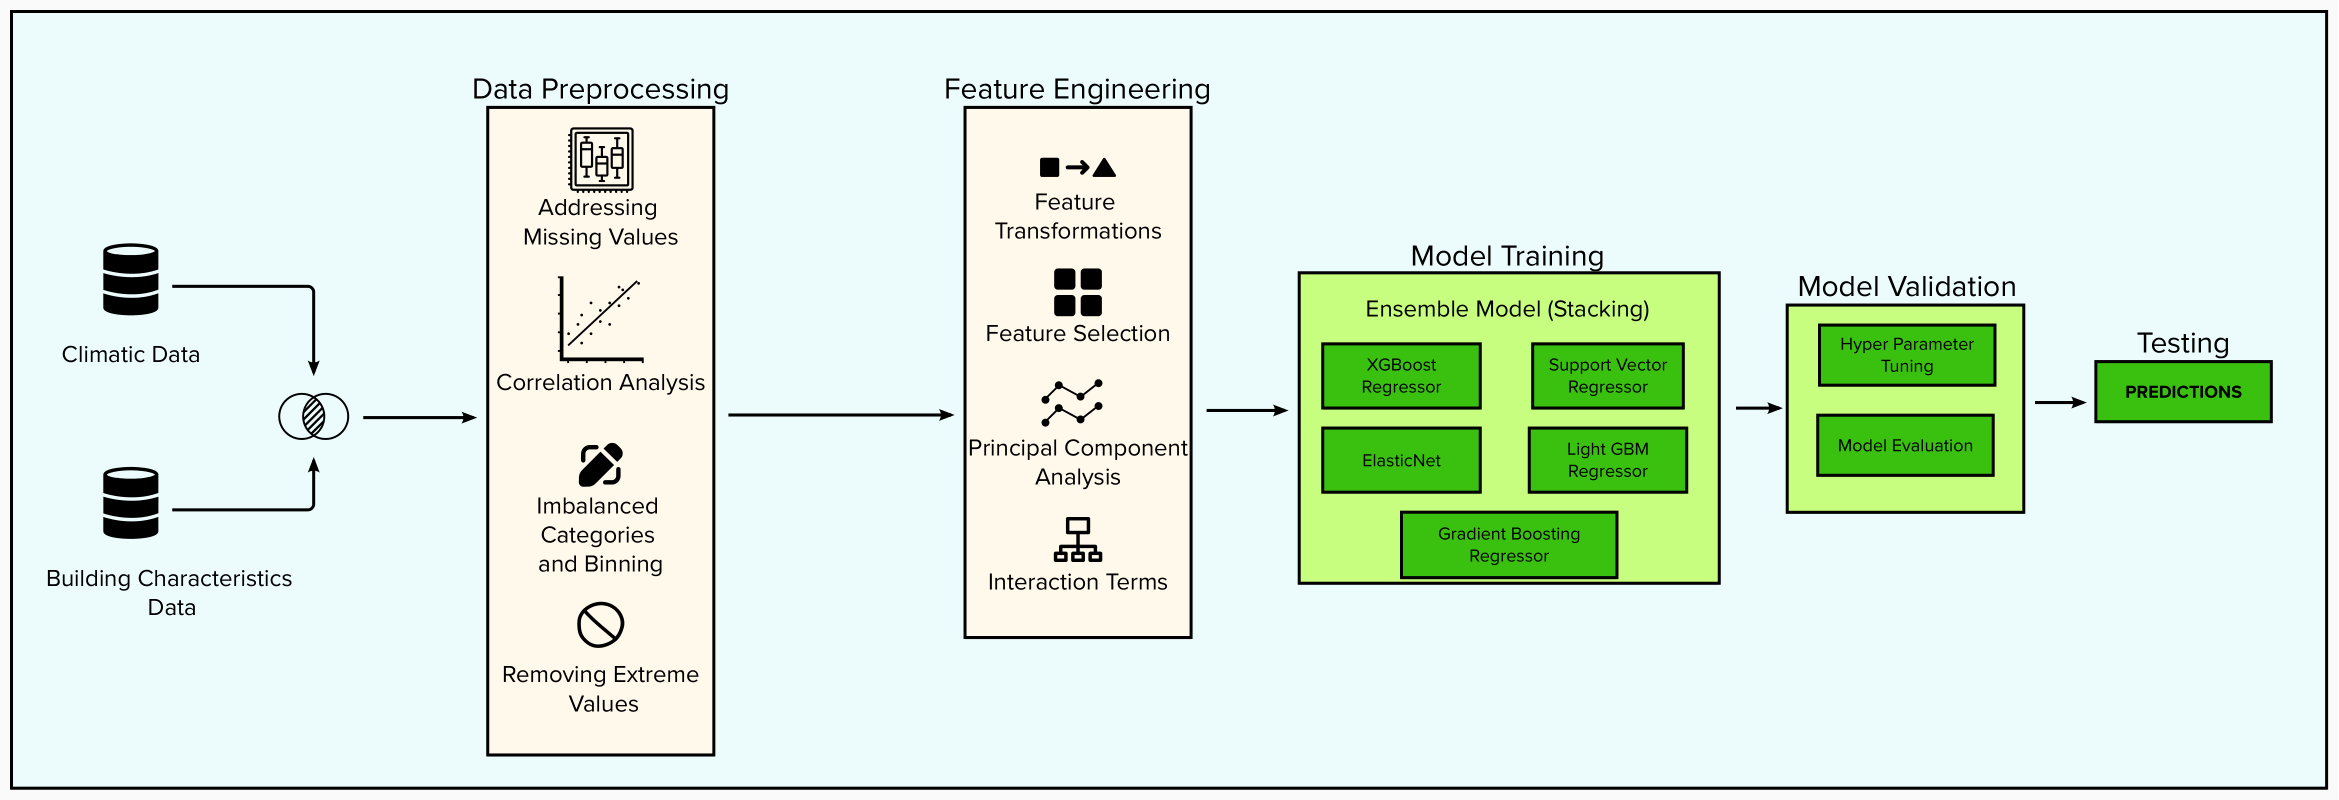 Climatic Data
Building Characteristics
Data
Data Preprocessing
Addressing
Missing Values
Correlation Analysis
Imbalanced
Categories
and Binning
Removing Extreme
Values
Feature Engineering
Feature
Transformations
Feature Selection
Principal Component
Analysis
Interaction Terms
Model Training
Ensemble Model (Stacking)
XGBoost
Regressor
Support Vector
Regressor
ElasticNet
Light GBM
Regressor
Gradient Boosting
Regressor
Model Validation
Hyper Parameter
Tuning
Model Evaluation
Testing
PREDICTIONS